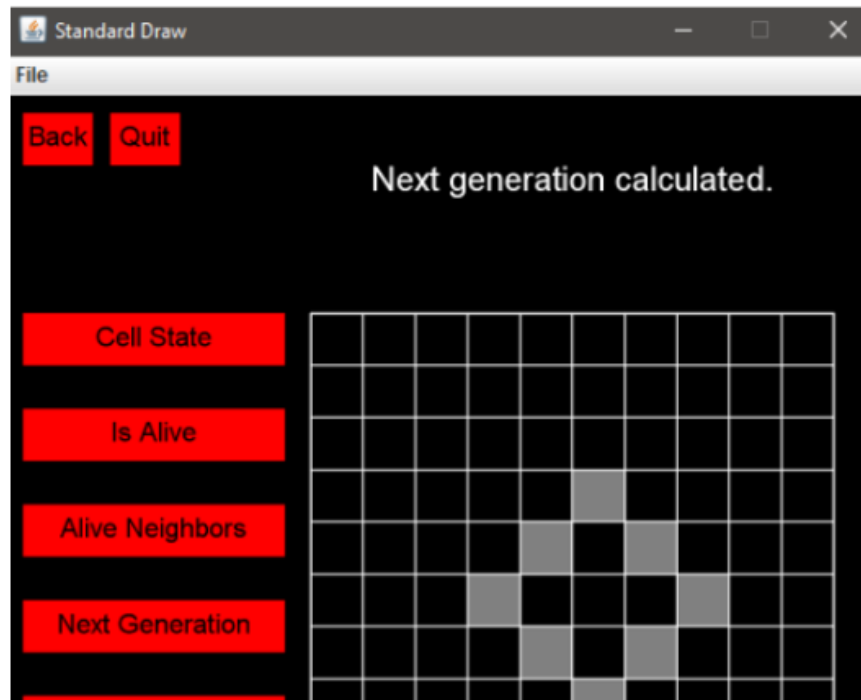 Standard Draw
File
Back Quit
Next generation calculated.
Cell State
Is Alive
Alive Neighbors
Next Generation